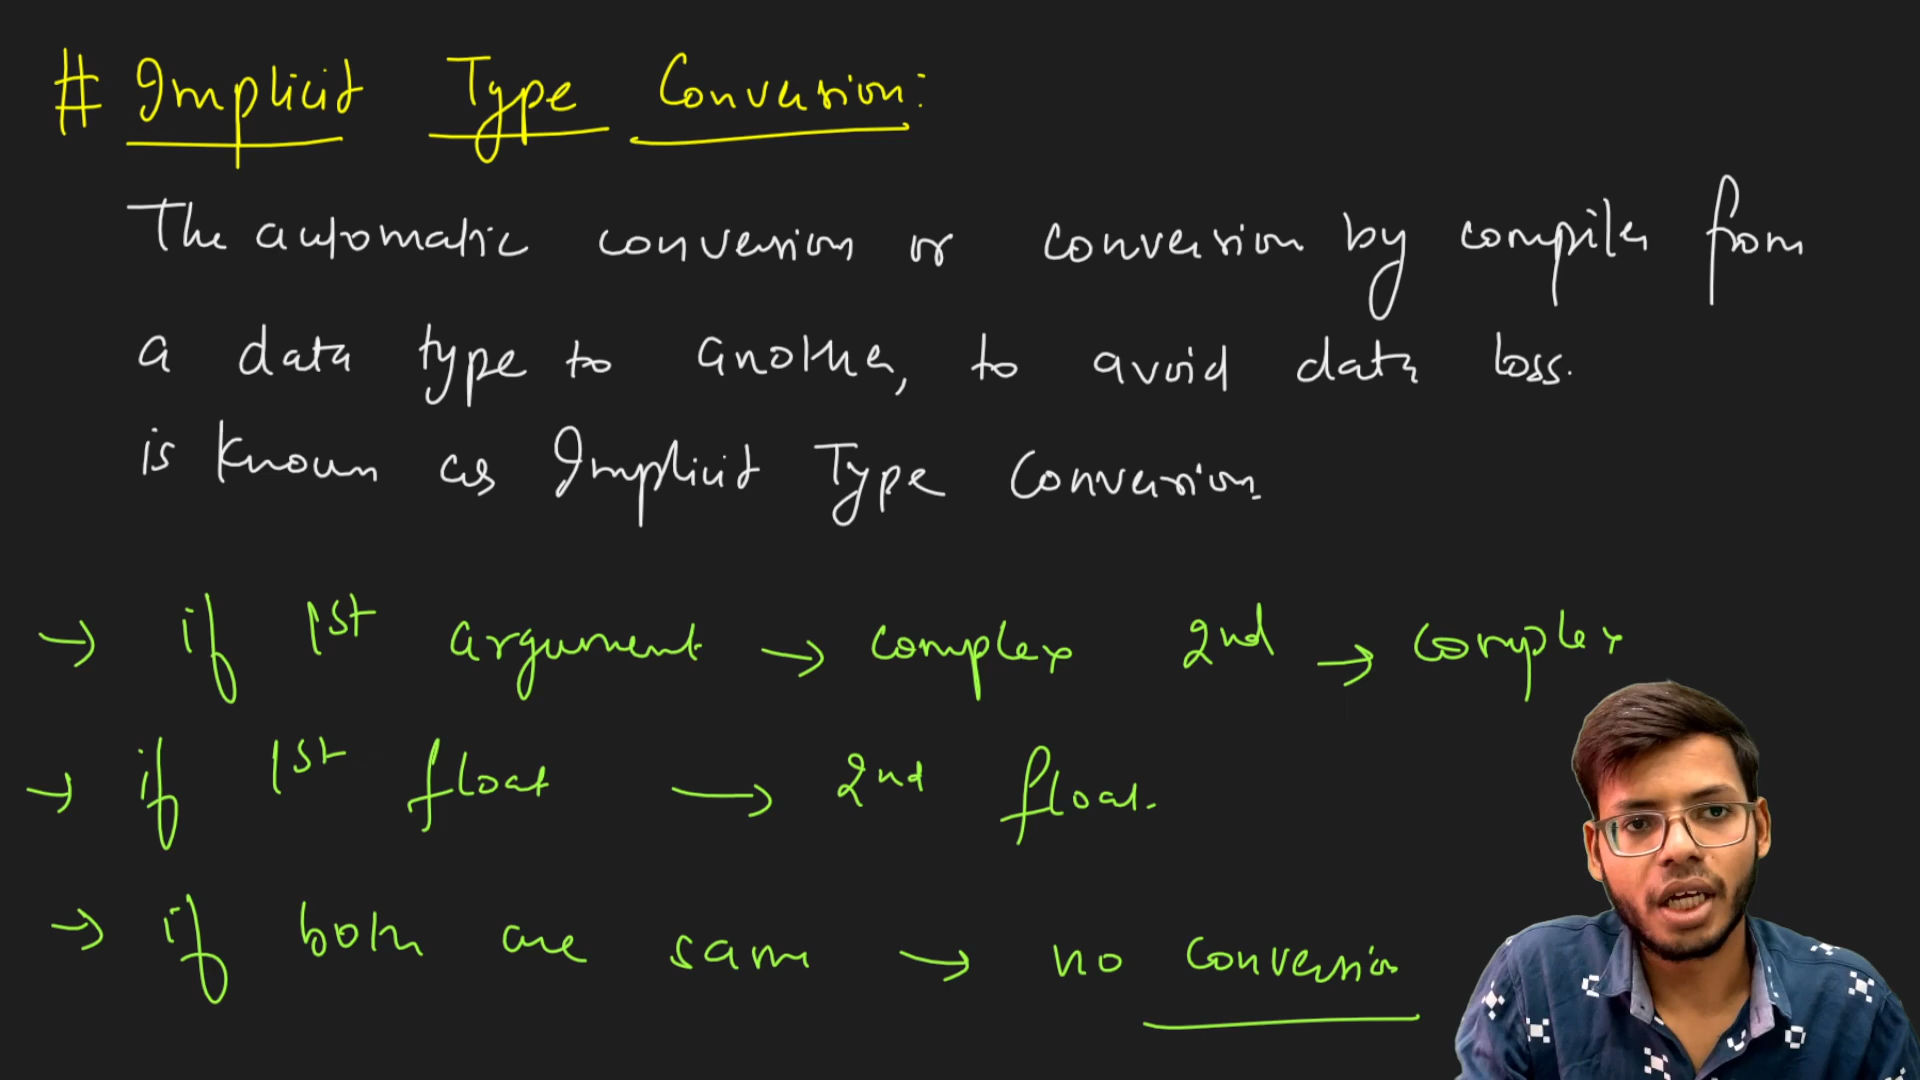 # Implicit Type Conversion:
The automatic conversion or conversion by compiler from
a data type to another, to avoid data loss.
is known as Implicit Type Conversion.
→ if 1st argument → complex 2nd → complex
→ if 1st float → 2nd float.
→ if both are same → no conversion